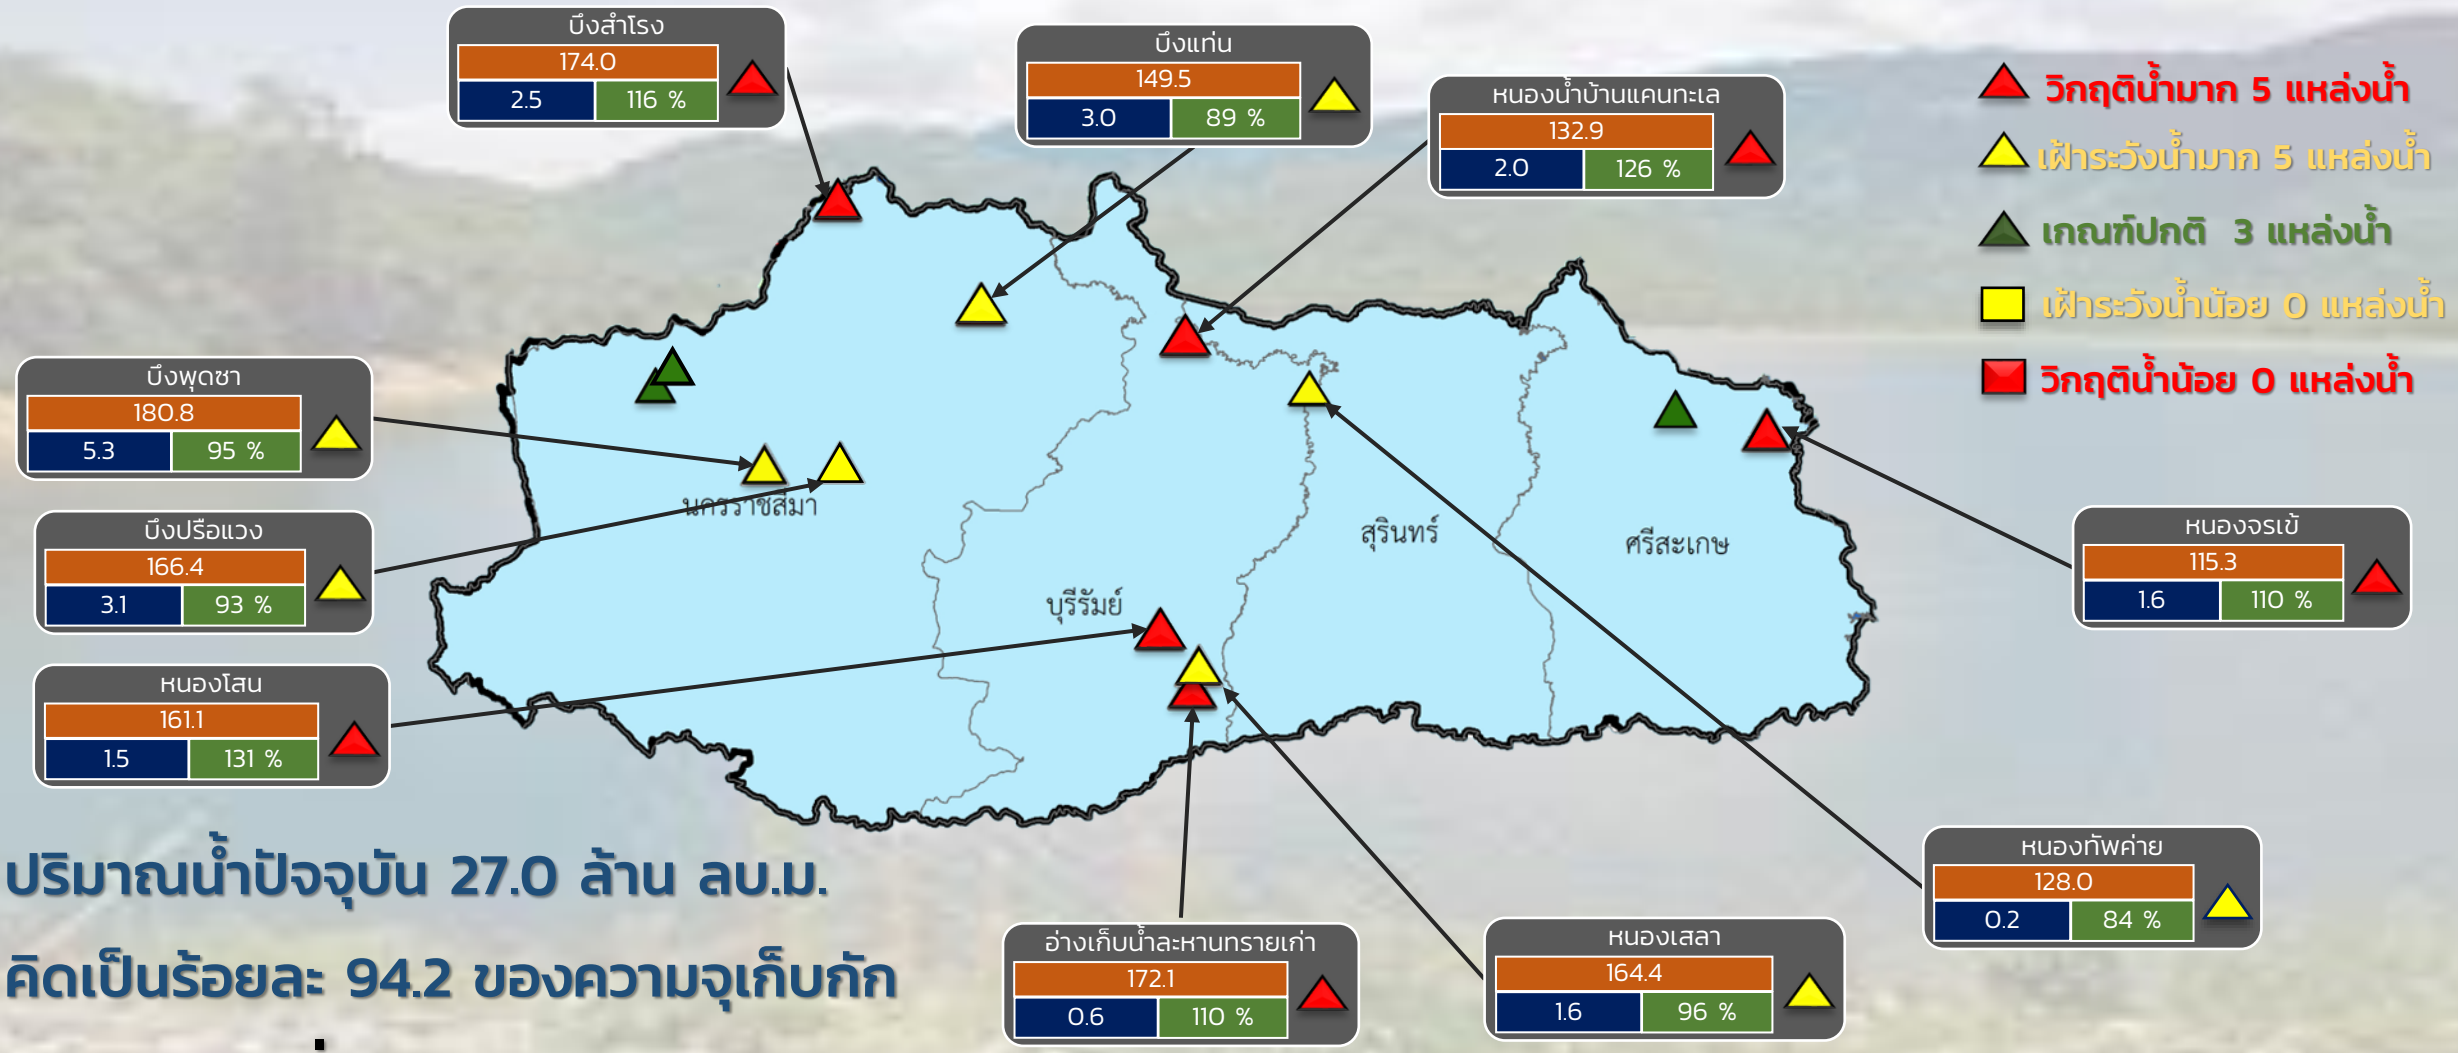 บึงสำโรง
174.0
2.5 116 %
บึงแท่น
149.5
3.0 89 %
หนองน้ำบ้านแคนทะเล
132.9
2.0 126 %
วิกฤติน้ำมาก 5 แหล่งน้ำ
เฝ้าระวังน้ำมาก 5 แหล่งน้ำ
เกณฑ์ปกติ 3 แหล่งน้ำ
เฝ้าระวังน้ำน้อย 0 แหล่งน้ำ
วิกฤติน้ำน้อย 0 แหล่งน้ำ
บึงพุดซา
180.8
5.3 95 %
บึงปรือแวง
166.4
3.1 93 %
หนองโสน
161.1
1.5 131 %
นครราชสีมา
บุรีรัมย์
สุรินทร์
ศรีสะเกษ
หนองจรเข้
115.3
1.6 110 %
หนองทัพค่าย
128.0
0.2 84 %
อ่างเก็บน้ำละหานทรายเก่า
172.1
0.6 110 %
หนองเสลา
164.4
1.6 96 %
ปริมาณน้ำปัจจุบัน 27.0 ล้าน ลบ.ม.
คิดเป็นร้อยละ 94.2 ของความจุเก็บกัก